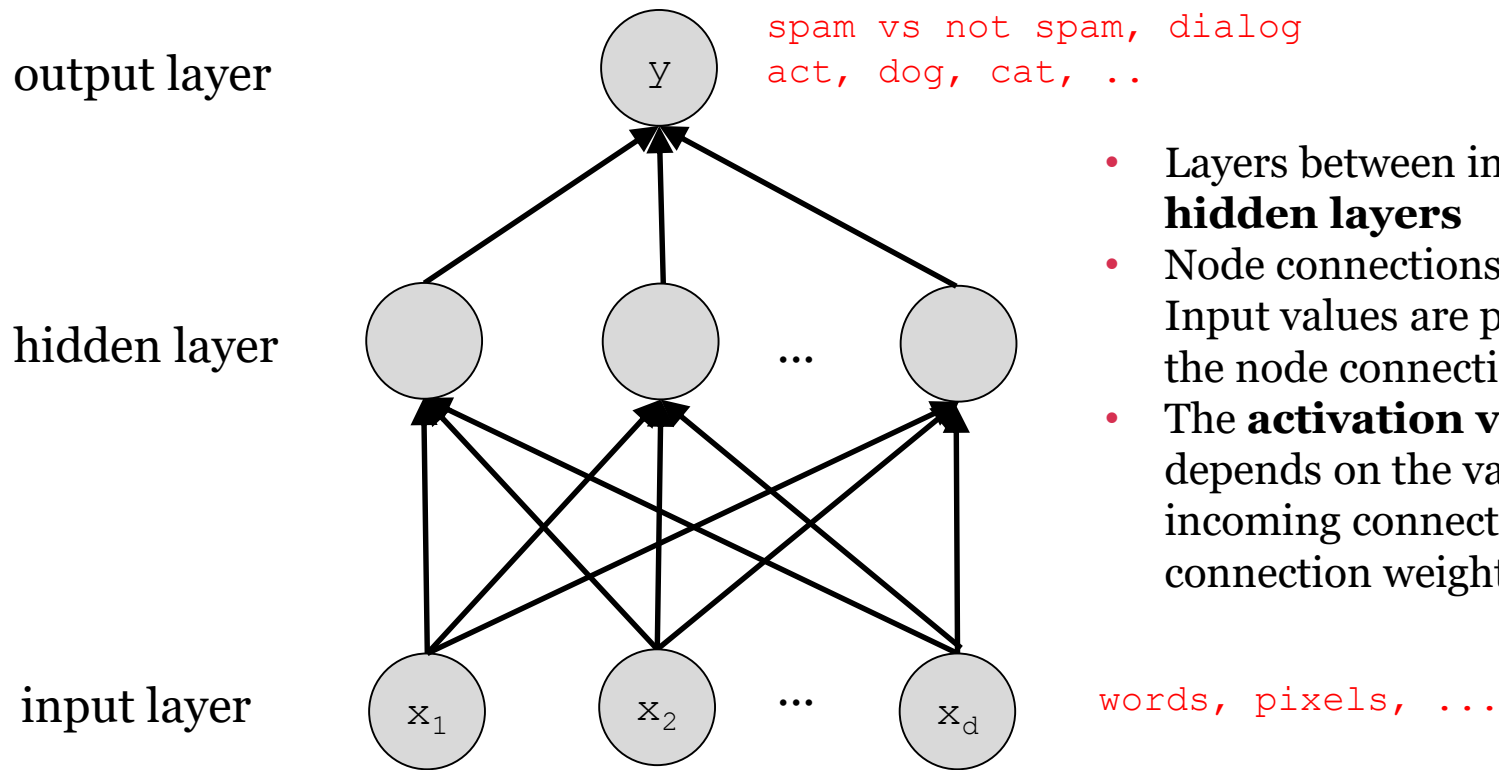 output layer
y
spam vs not spam, dialog
act, dog, cat, ..
• Layers between in
hidden layers
• Node connections
Input values are p
the node connecti
• The activation v
depends on the va
incoming connect
connection weight
hidden layer
...
input layer
x₁
x₂
...
x_d
words, pixels, ...